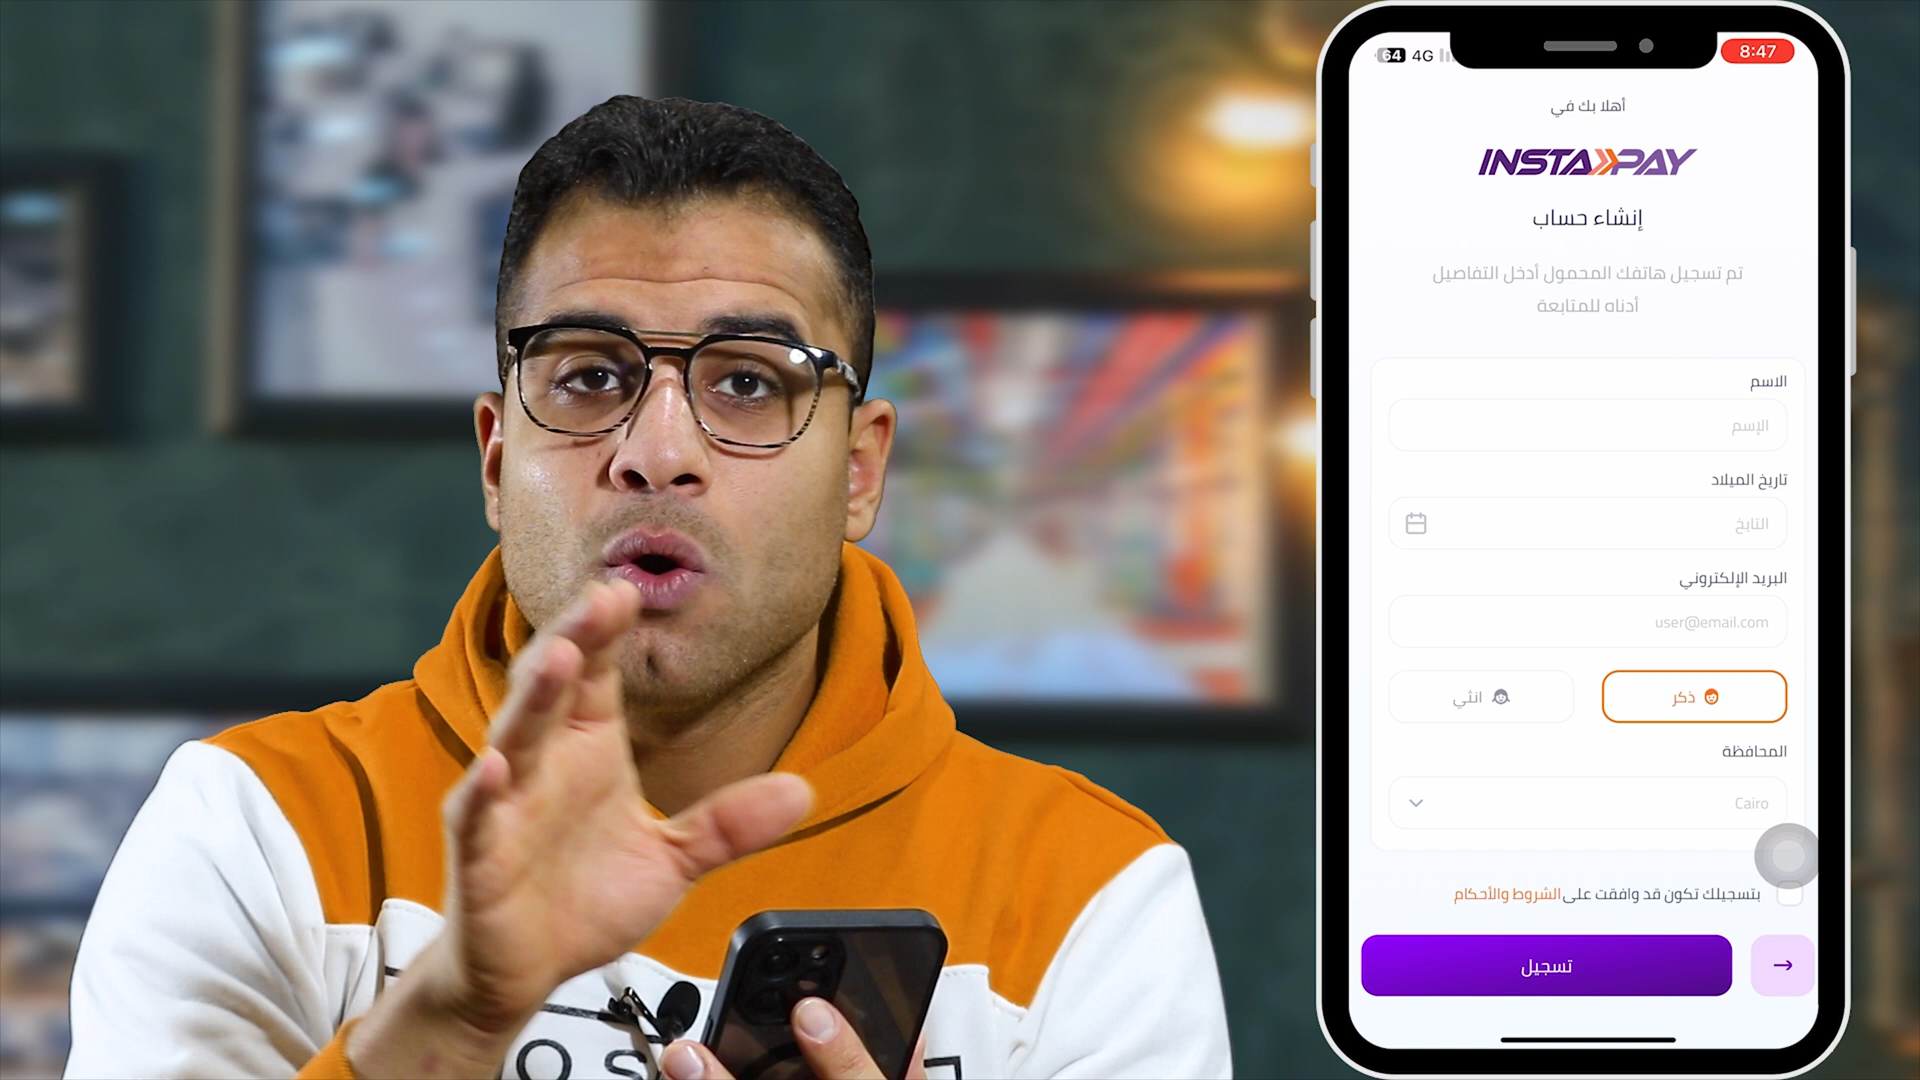 64 4G 8:47
أهلا بك في
INSTAPAY
إنشاء حساب
تم تسجيل هاتفك المحمول أدخل التفاصيل
أدناه للمتابعة
الاسم
الإسم
تاريخ الميلاد
التايخ
البريد الإلكتروني
user@email.com
ذكر
انثي
المحافظة
Cairo
بتسجيلك تكون قد وافقت على الشروط والأحكام
تسجيل
OS